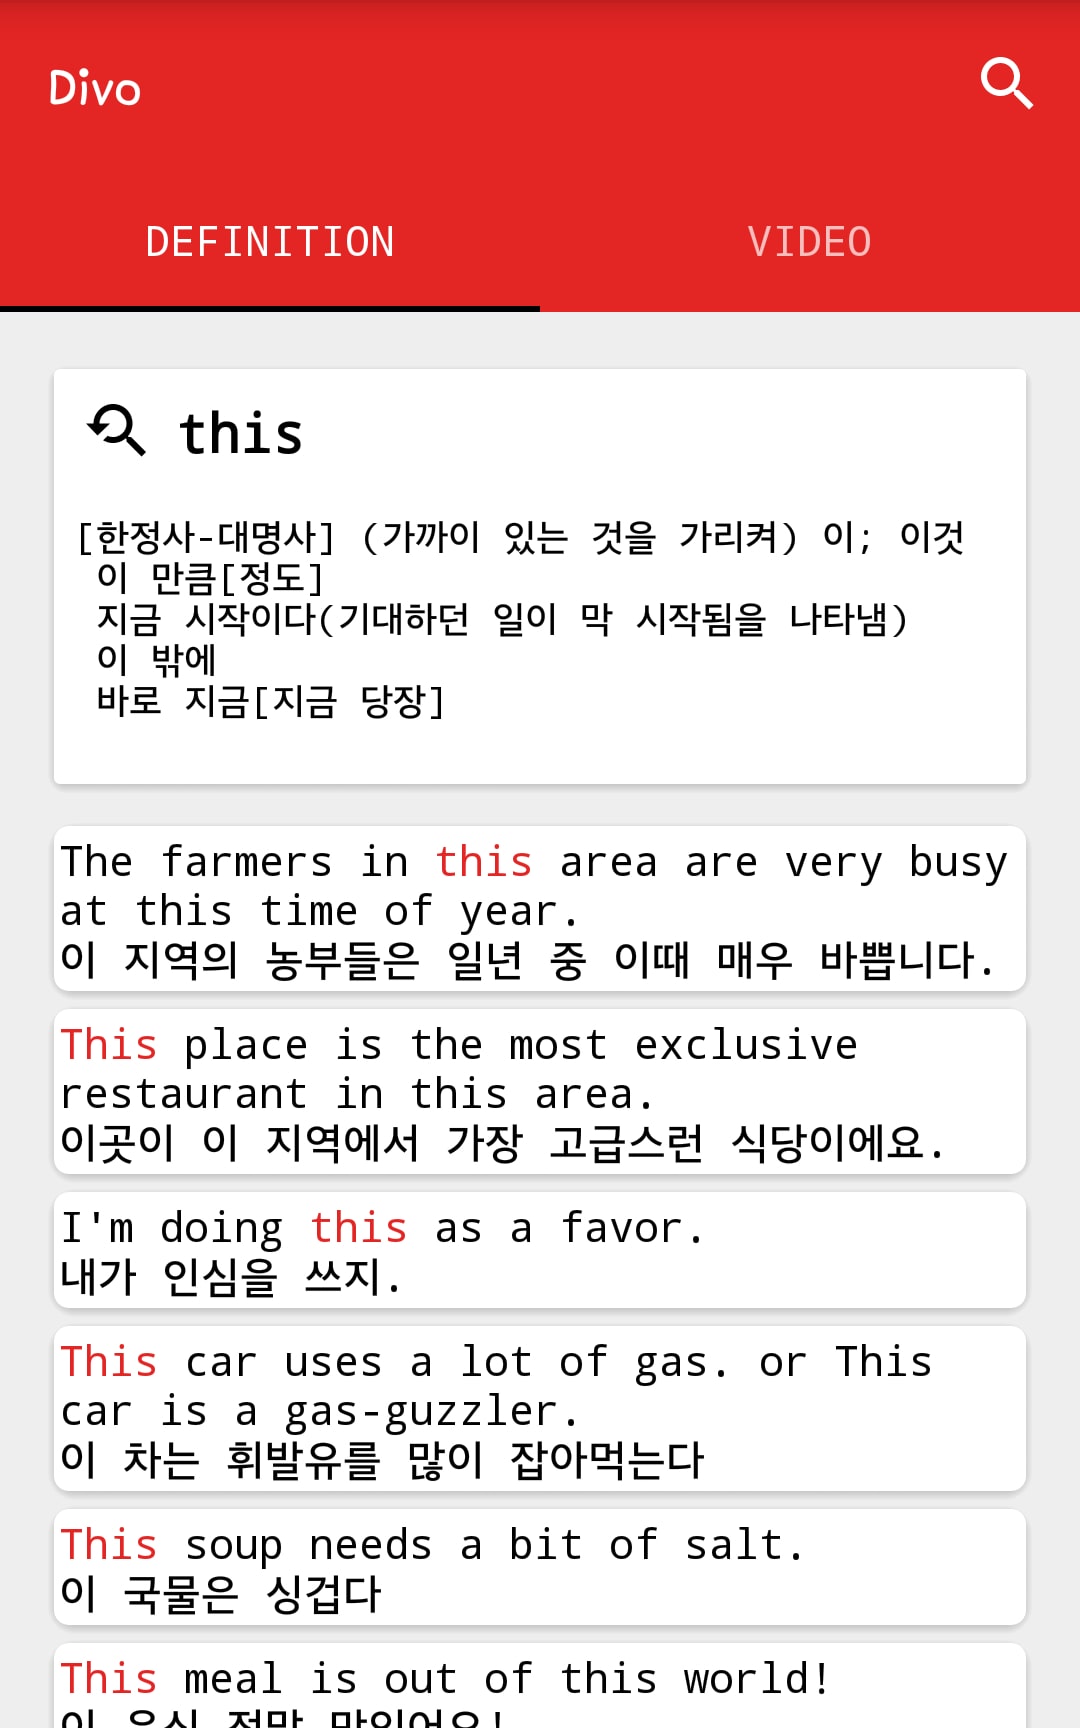 Divo
DEFINITION
VIDEO
this
[한정사-대명사] (가까이 있는 것을 가리켜) 이; 이것
이 만큼[정도]
지금 시작이다(기대하던 일이 막 시작됨을 나타냄)
이 밖에
바로 지금[지금 당장]
The farmers in this area are very busy
at this time of year.
이 지역의 농부들은 일년 중 이때 매우 바쁩니다.
This place is the most exclusive
restaurant in this area.
이곳이 이 지역에서 가장 고급스런 식당이에요.
I'm doing this as a favor.
내가 인심을 쓰지.
This car uses a lot of gas. or This
car is a gas-guzzler.
이 차는 휘발유를 많이 잡아먹는다
This soup needs a bit of salt.
이 국물은 싱겁다
This meal is out of this world!
이 음식 정말 맛있어요!